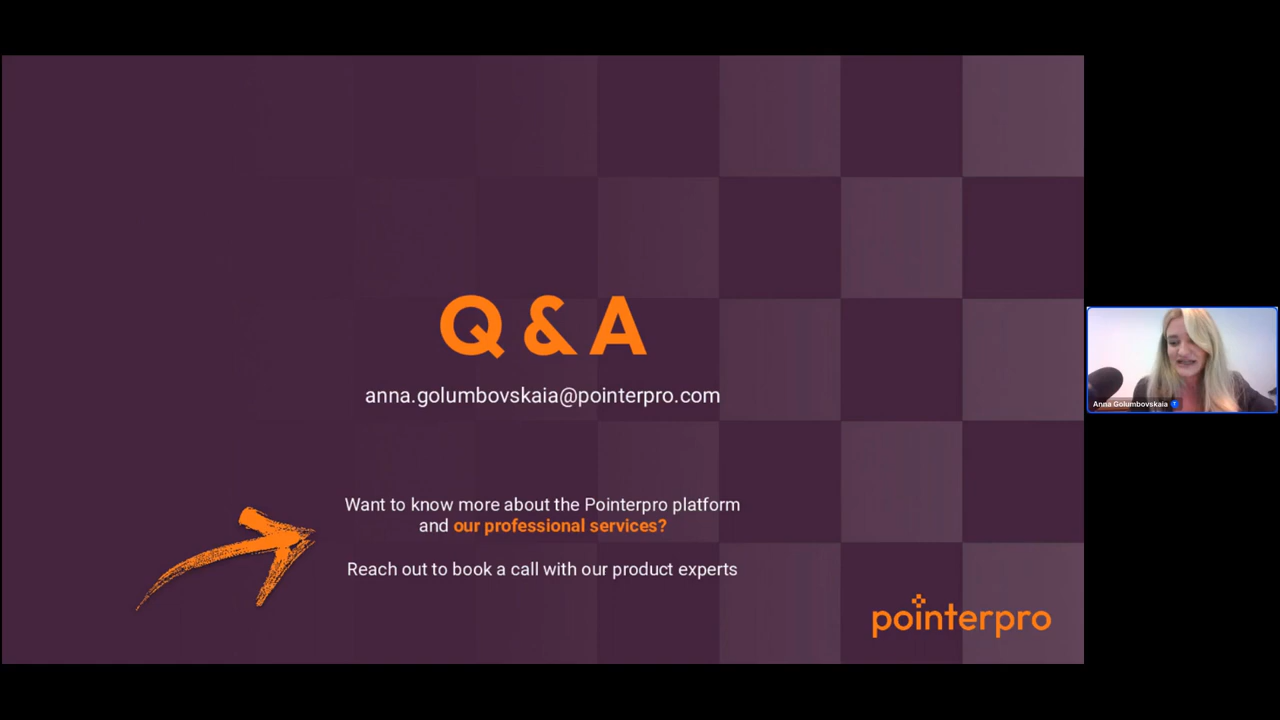 Q & A
anna.golumbovskaia@pointerpro.com
Want to know more about the Pointerpro platform
and our professional services?
Reach out to book a call with our product experts
pointerpro
Anna Golumbovskaia